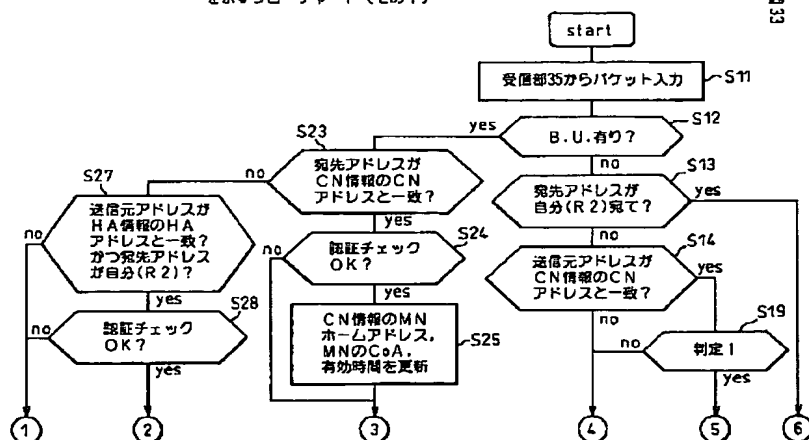 図33
start
受信部35からパケット入力
S11
B.U.有り?
S12
yes
no
宛先アドレスが
自分(R2)宛て?
S13
yes
no
送信元アドレスが
CN情報のCN
アドレスと一致?
S14
yes
no
判定1
S19
no
yes
宛先アドレスが
CN情報のCN
アドレスと一致?
S23
no
yes
認証チェック
OK?
S24
no
yes
CN情報のMN
ホームアドレス,
MNのCoA,
有効時間を更新
S25
送信元アドレスが
HA情報のHA
アドレスと一致?
かつ宛先アドレス
が自分(R2)?
S27
no
yes
認証チェック
OK?
S28
no
yes
1
2
3
4
5
6